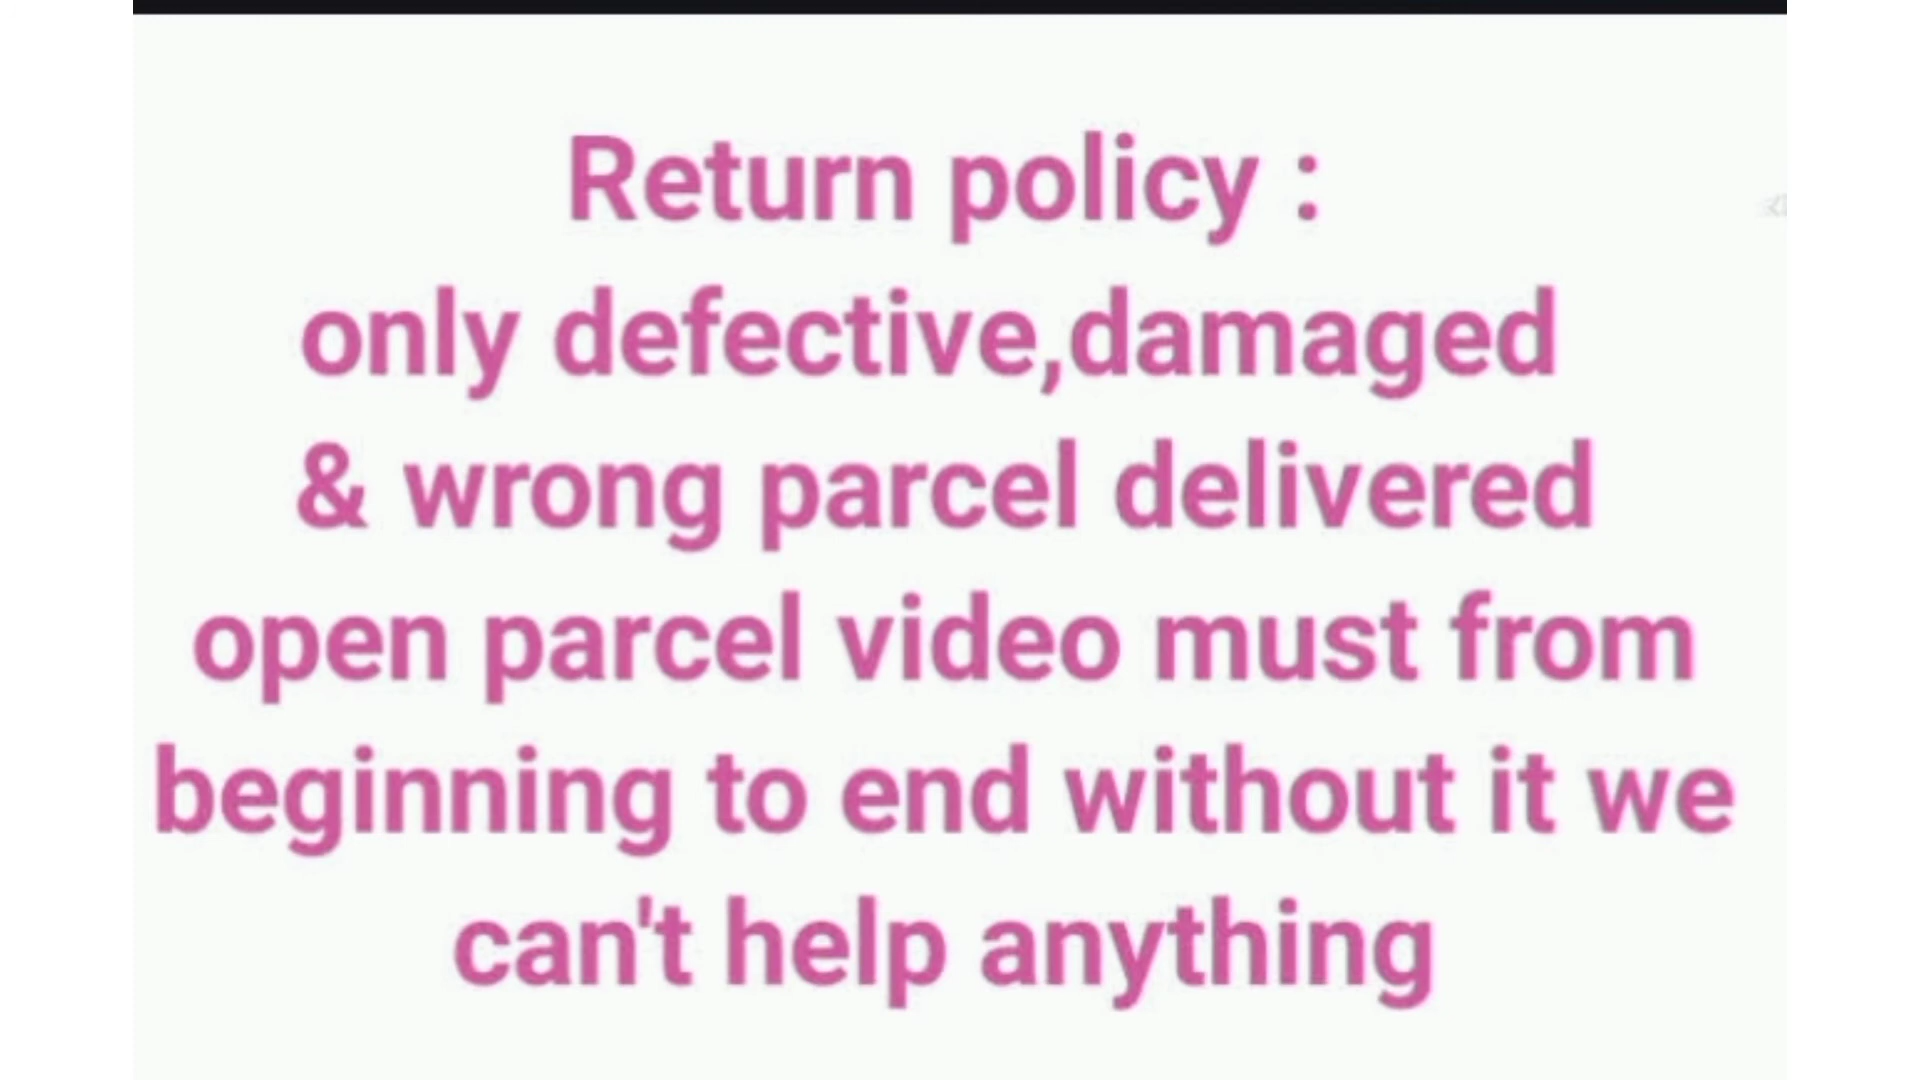 Return policy :
only defective,damaged
& wrong parcel delivered
open parcel video must from
beginning to end without it we
can't help anything